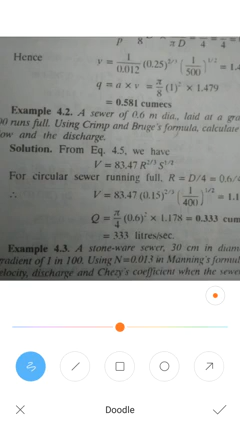 P 8 π D 4 4
Hence v = 1/0.012 (0.25)²/³ (1/500)¹/² = 1.4
q = a × v = π/8 (1)² × 1.479
= 0.581 cumecs
Example 4.2. A sewer of 0.6 m dia., laid at a gra
00 runs full. Using Crimp and Bruge's formula, calculate
ow and the discharge.
Solution. From Eq. 4.5, we have
V = 83.47 R²/³ S¹/²
For circular sewer running full, R = D/4 = 0.6/4
∴ V = 83.47 (0.15)²/³ (1/400)¹/² = 1.1
Q = π/4 (0.6)² × 1.178 = 0.333 cum
= 333 litres/sec.
Example 4.3. A stone-ware sewer, 30 cm in diam
radient of 1 in 100. Using N=0.013 in Manning's formul
elocity, discharge and Chezy's coefficient when the sewe
Doodle